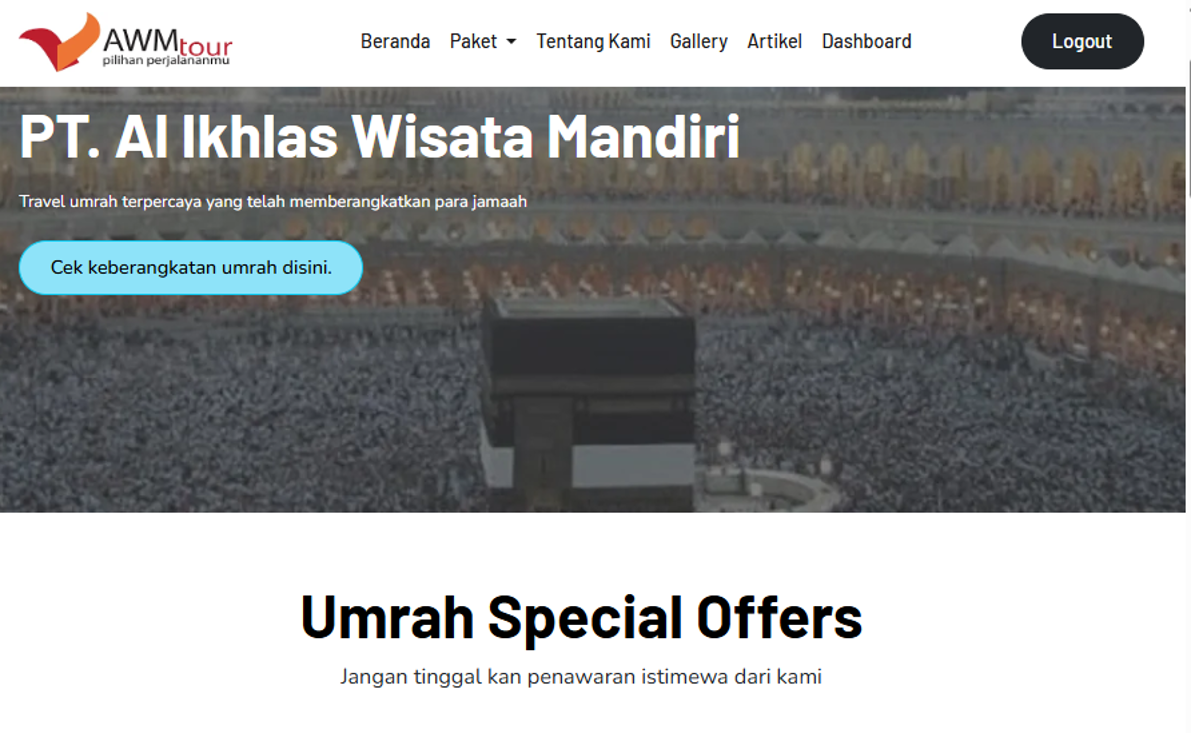 AWMtour
pilihan perjalananmu
Beranda Paket Tentang Kami Gallery Artikel Dashboard
Logout
PT. Al Ikhlas Wisata Mandiri
Travel umrah terpercaya yang telah memberangkatkan para jamaah
Cek keberangkatan umrah disini.
Umrah Special Offers
Jangan tinggal kan penawaran istimewa dari kami